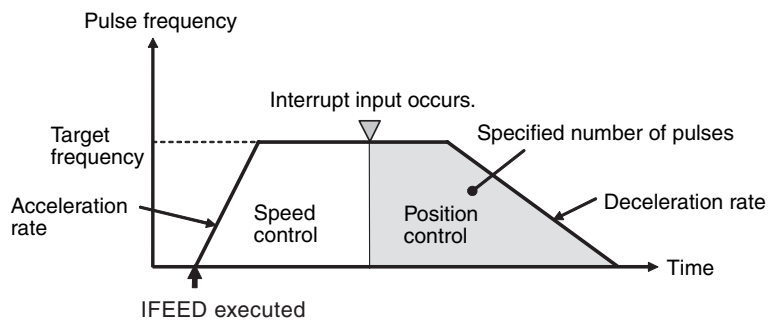 Pulse frequency
Interrupt input occurs.
Target
frequency
Specified number of pulses
Acceleration
rate
Speed
control
Position
control
Deceleration rate
Time
IFEED executed